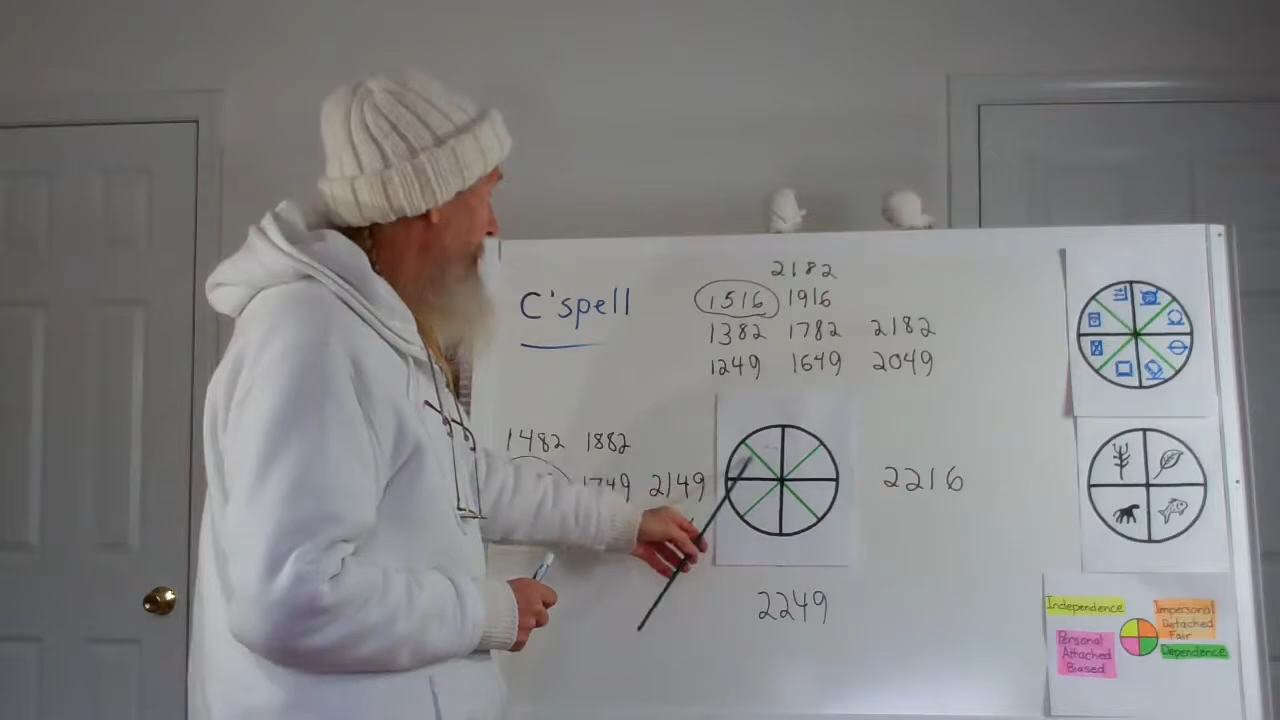 C'spell
2182
1516 1916
1382 1782 2182
1249 1649 2049
1482 1882
1749 2149
2216
2249
Independence
Impersonal
Detached
Fair
Personal
Attached
Biased
Dependence